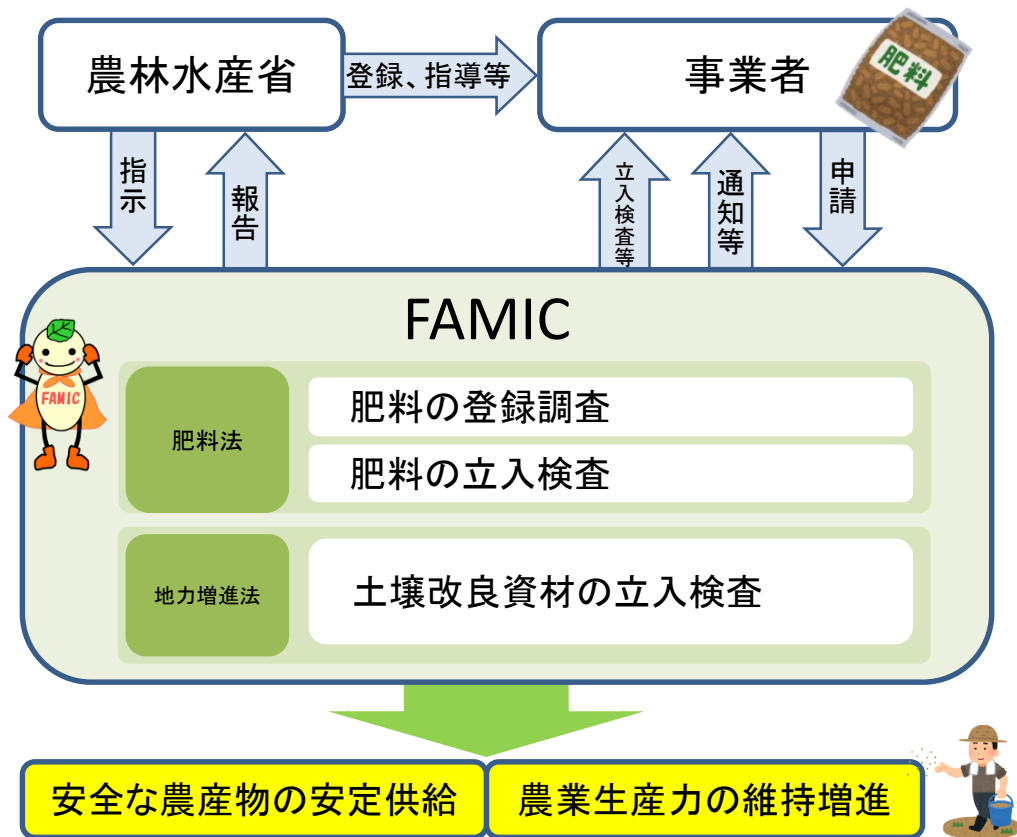 農林水産省
登録、指導等
事業者
肥料
指示
報告
立入検査等
通知等
申請
FAMIC
FAMIC
肥料法
肥料の登録調査
肥料の立入検査
地力増進法
土壌改良資材の立入検査
安全な農産物の安定供給
農業生産力の維持増進